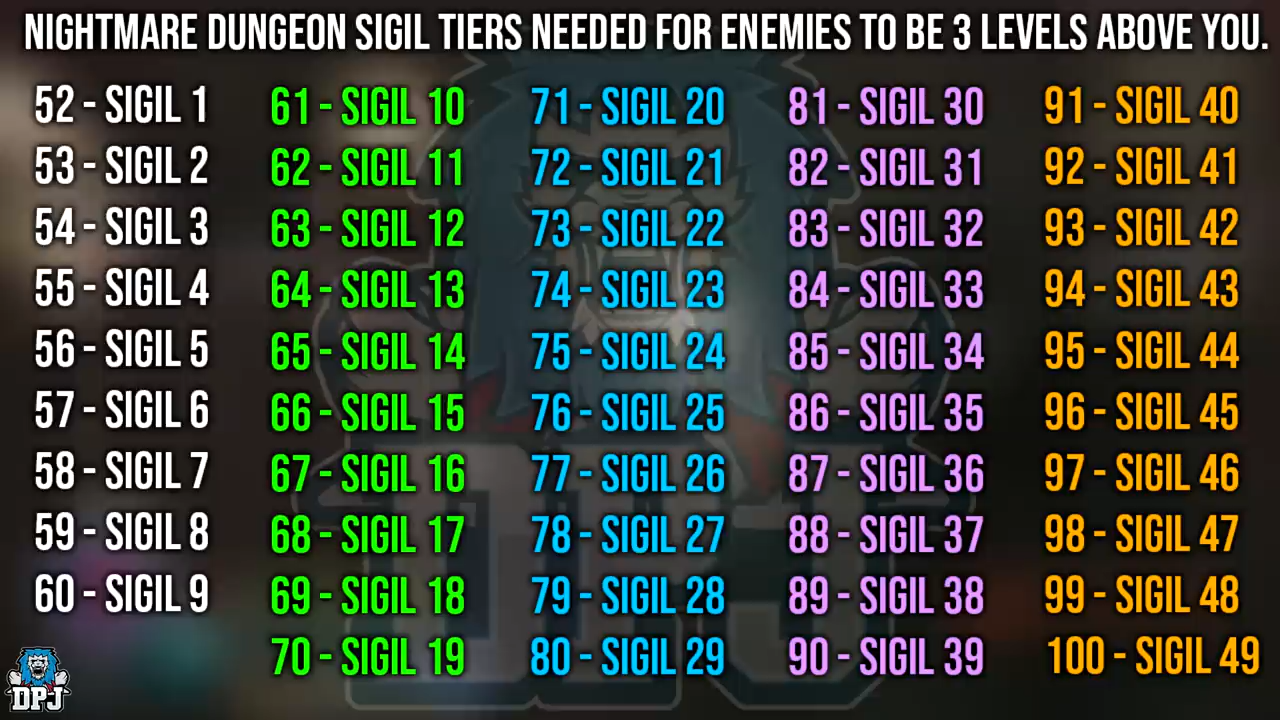 NIGHTMARE DUNGEON SIGIL TIERS NEEDED FOR ENEMIES TO BE 3 LEVELS ABOVE YOU.
52 - SIGIL 1
53 - SIGIL 2
54 - SIGIL 3
55 - SIGIL 4
56 - SIGIL 5
57 - SIGIL 6
58 - SIGIL 7
59 - SIGIL 8
60 - SIGIL 9
61 - SIGIL 10
62 - SIGIL 11
63 - SIGIL 12
64 - SIGIL 13
65 - SIGIL 14
66 - SIGIL 15
67 - SIGIL 16
68 - SIGIL 17
69 - SIGIL 18
70 - SIGIL 19
71 - SIGIL 20
72 - SIGIL 21
73 - SIGIL 22
74 - SIGIL 23
75 - SIGIL 24
76 - SIGIL 25
77 - SIGIL 26
78 - SIGIL 27
79 - SIGIL 28
80 - SIGIL 29
81 - SIGIL 30
82 - SIGIL 31
83 - SIGIL 32
84 - SIGIL 33
85 - SIGIL 34
86 - SIGIL 35
87 - SIGIL 36
88 - SIGIL 37
89 - SIGIL 38
90 - SIGIL 39
91 - SIGIL 40
92 - SIGIL 41
93 - SIGIL 42
94 - SIGIL 43
95 - SIGIL 44
96 - SIGIL 45
97 - SIGIL 46
98 - SIGIL 47
99 - SIGIL 48
100 - SIGIL 49
DPJ
DPJ